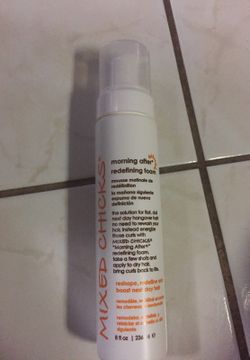 MIXED CHICKS®
morning after®
redefining foam
mousse matinale de
redéfinition
la mañana siguiente
espuma de nueva
definición
the solution for flat, dull
next day hangover hair.
no need to rewash your
hair. instead energize
those curls with
MIXED CHICKS®
"Morning After"
redefining foam.
take a few shots and
apply to dry hair.
bring curls back to life.
reshape, redefine
boost next day
8 fl oz | 236